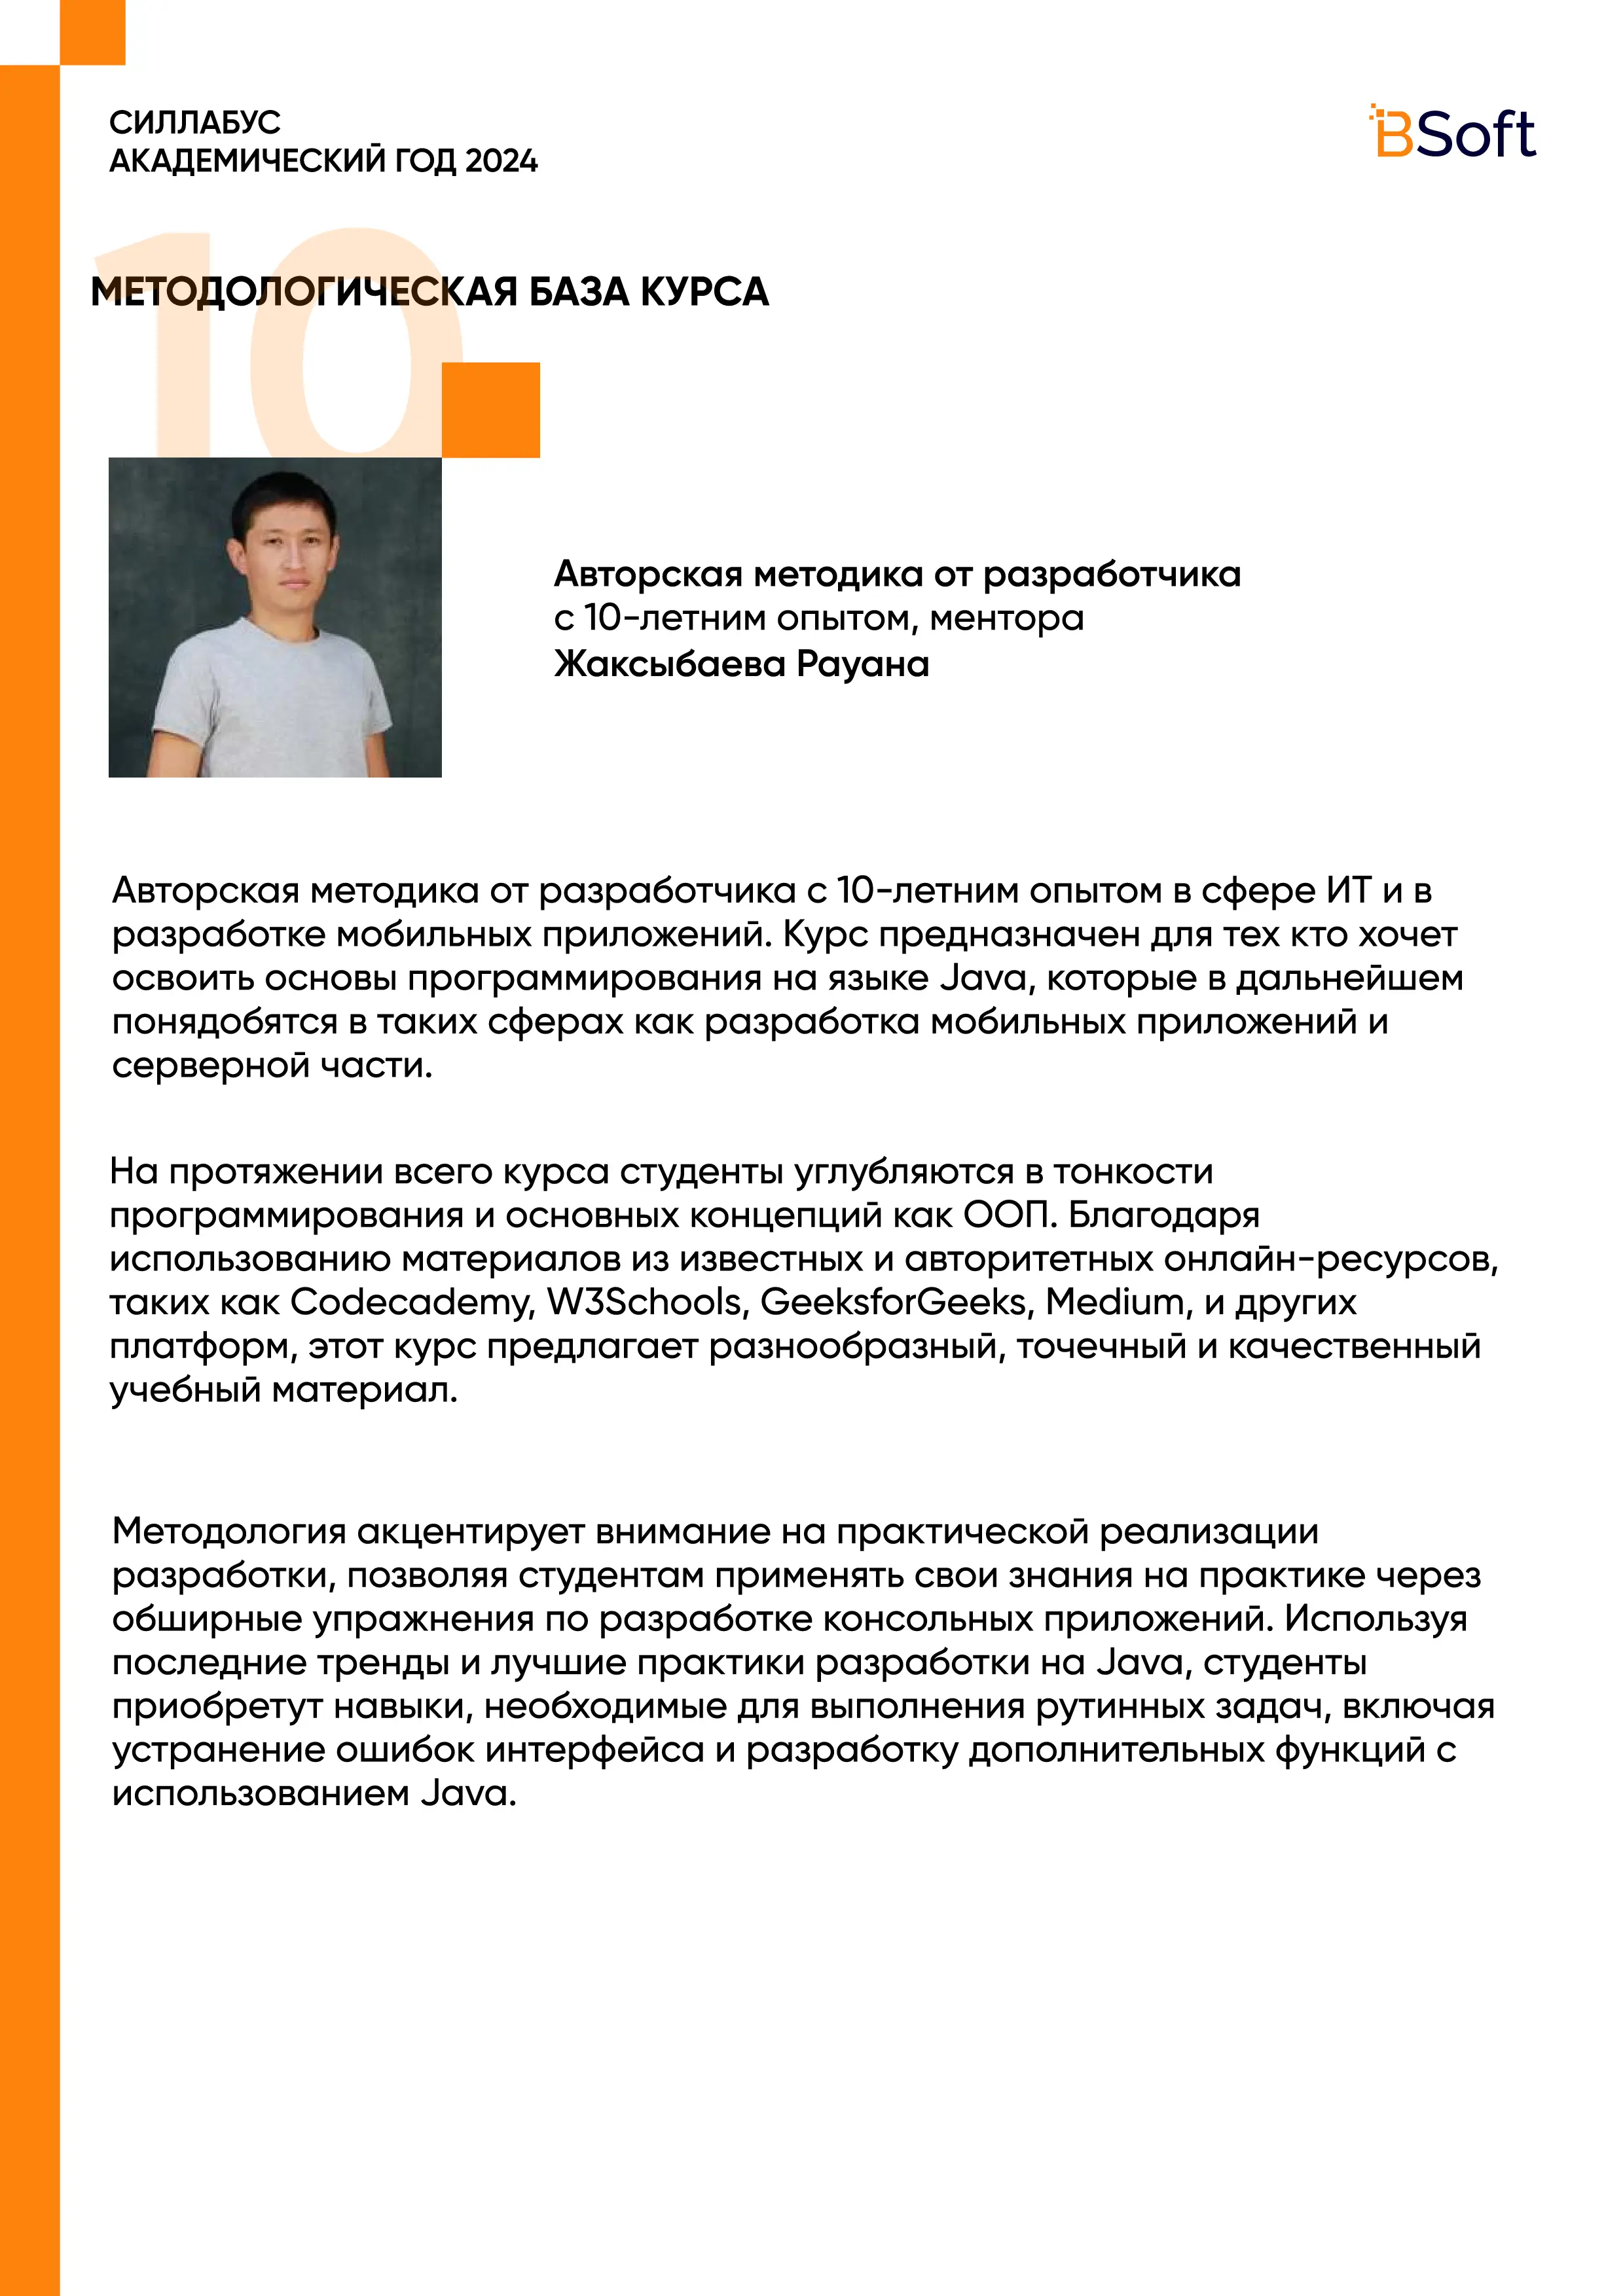 СИЛЛАБУС
АКАДЕМИЧЕСКИЙ ГОД 2024
BSoft
10
МЕТОДОЛОГИЧЕСКАЯ БАЗА КУРСА
Авторская методика от разработчика
с 10-летним опытом, ментора
Жаксыбаева Рауана
Авторская методика от разработчика с 10-летним опытом в сфере ИТ и в
разработке мобильных приложений. Курс предназначен для тех кто хочет
освоить основы программирования на языке Java, которые в дальнейшем
понядобятся в таких сферах как разработка мобильных приложений и
серверной части.
На протяжении всего курса студенты углубляются в тонкости
программирования и основных концепций как ООП. Благодаря
использованию материалов из известных и авторитетных онлайн-ресурсов,
таких как Codecademy, W3Schools, GeeksforGeeks, Medium, и других
платформ, этот курс предлагает разнообразный, точечный и качественный
учебный материал.
Методология акцентирует внимание на практической реализации
разработки, позволяя студентам применять свои знания на практике через
обширные упражнения по разработке консольных приложений. Используя
последние тренды и лучшие практики разработки на Java, студенты
приобретут навыки, необходимые для выполнения рутинных задач, включая
устранение ошибок интерфейса и разработку дополнительных функций с
использованием Java.